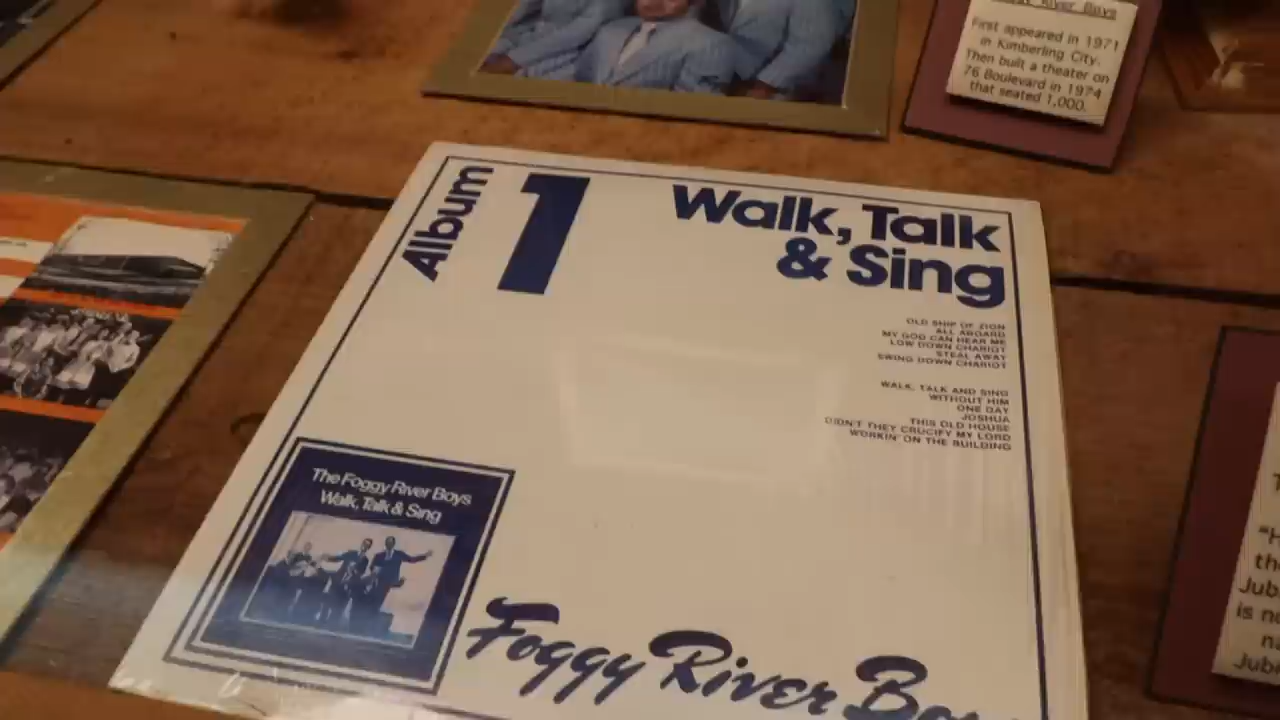 First appeared in 1971
in Kimberling City.
Then built a theater on
76 Boulevard in 1974
that seated 1,000.
Album 1
Walk, Talk
& Sing
OLD SHIP OF ZION
ALL ABOARD
MY GOD CAN HEAR ME
LOW DOWN CHARIOT
STEAL AWAY
SWING DOWN CHARIOT
WALK, TALK AND SING
WITHOUT HIM
ONE DAY
JOSHUA
THIS OLD HOUSE
DIDN'T THEY CRUCIFY MY LORD
WORKIN' ON THE BUILDING
The Foggy River Boys
Walk, Talk & Sing
Foggy River
is